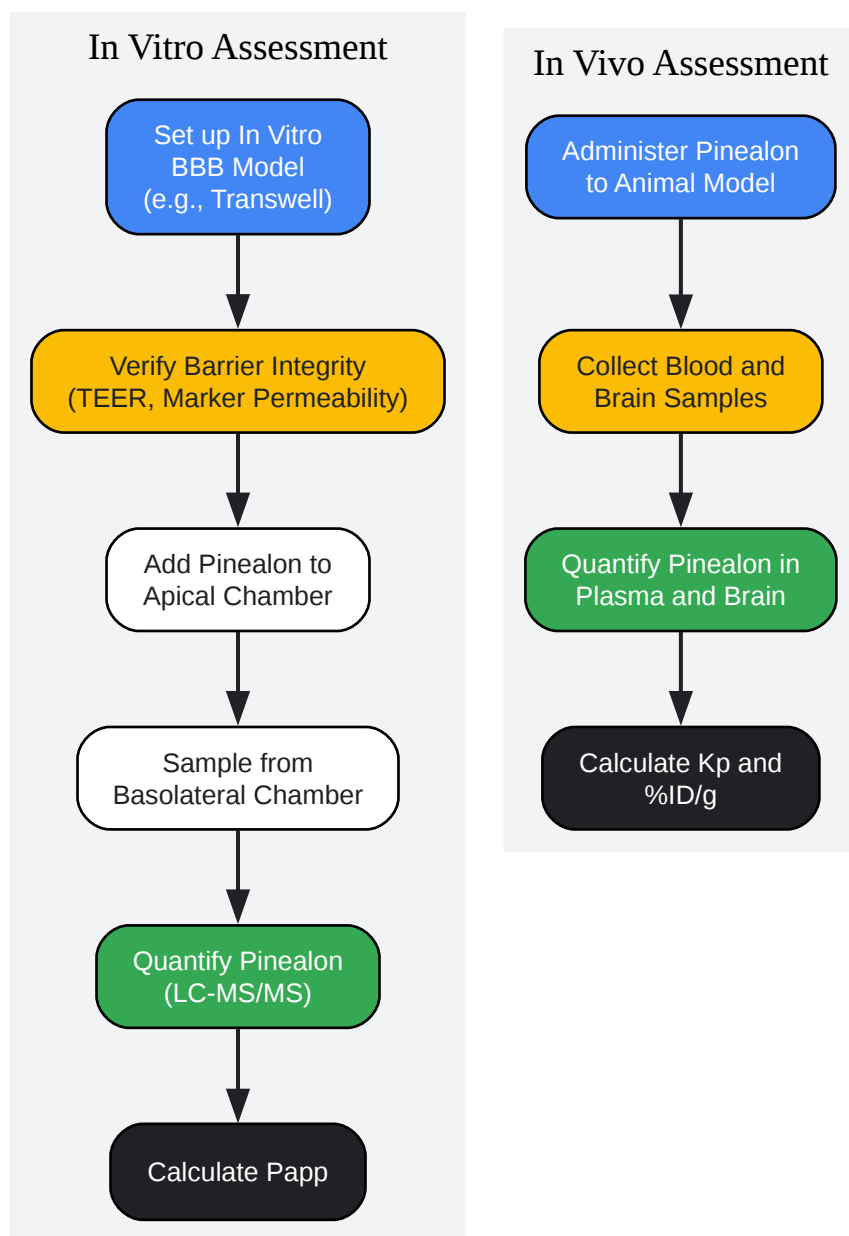 In Vitro Assessment
Set up In Vitro
BBB Model
(e.g., Transwell)
Verify Barrier Integrity
(TEER, Marker Permeability)
Add Pinealon to
Apical Chamber
Sample from
Basolateral Chamber
Quantify Pinealon
(LC-MS/MS)
Calculate Papp
In Vivo Assessment
Administer Pinealon
to Animal Model
Collect Blood and
Brain Samples
Quantify Pinealon in
Plasma and Brain
Calculate Kp and
%ID/g